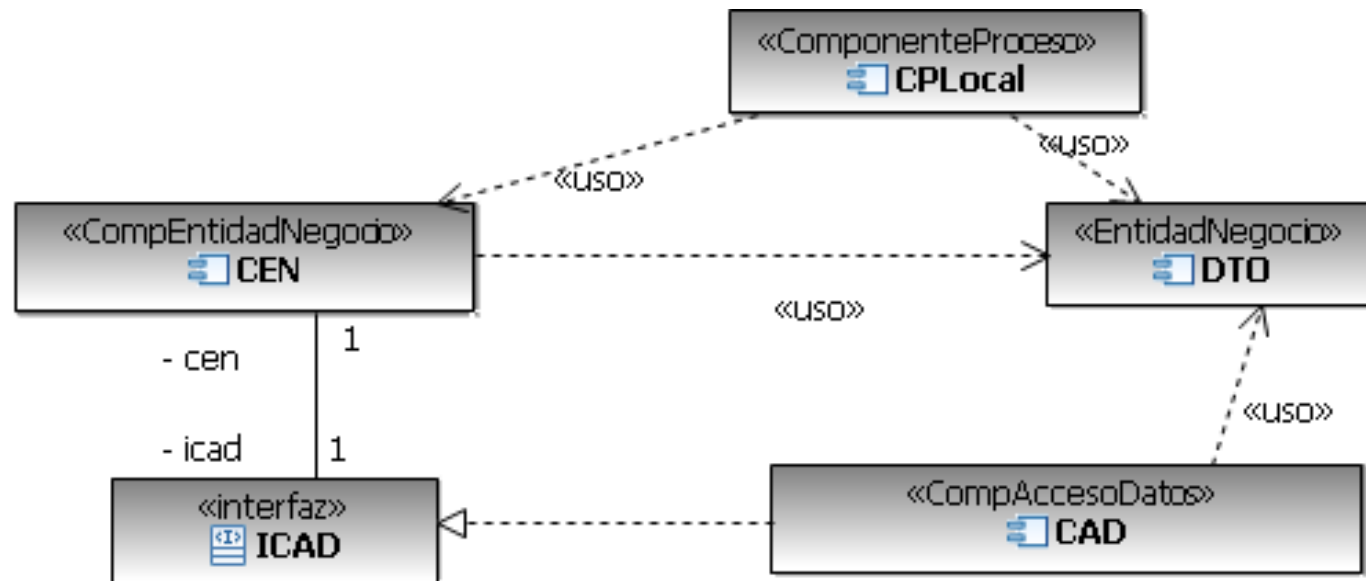 «ComponenteProceso»
CPLocal
«uso»
«uso»
«CompEntidadNegocio»
CEN
«EntidadNegocio»
DTO
«uso»
1
- cen
- icad
1
«uso»
«interfaz»
<I>
ICAD
«CompAccesoDatos»
CAD